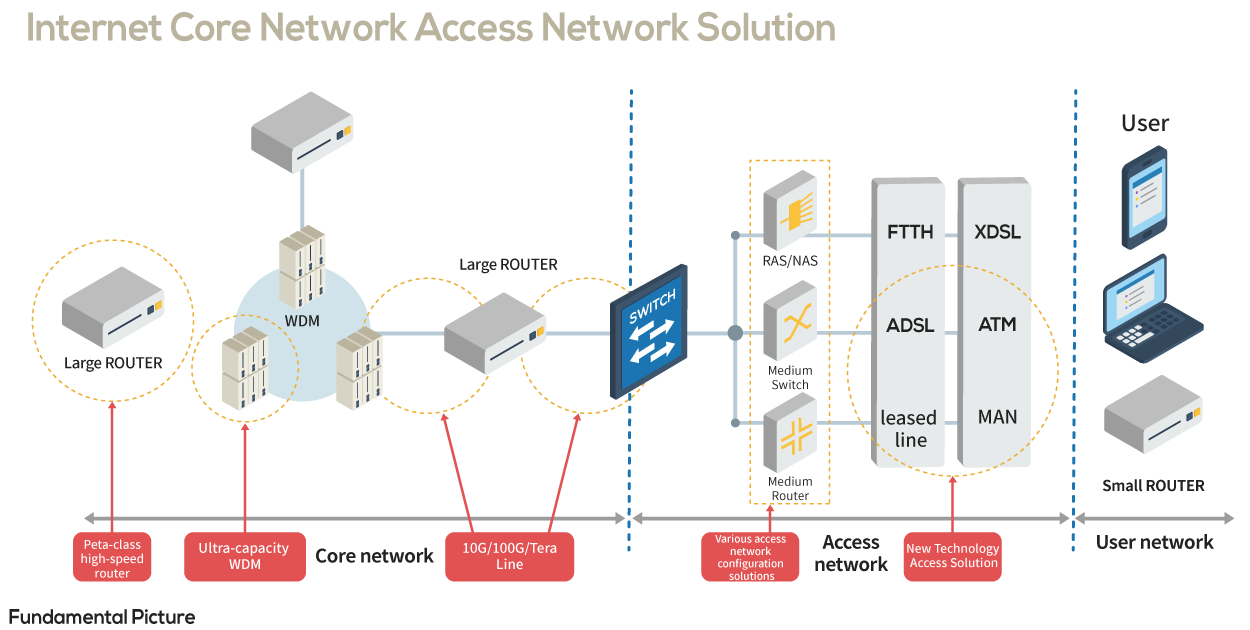 Internet Core Network Access Network Solution
User
Large ROUTER
WDM
Large ROUTER
SWITCH
RAS/NAS
Medium
Switch
Medium
Router
FTTH
XDSL
ADSL
ATM
leased
line
MAN
Small ROUTER
Peta-class
high-speed
router
Ultra-capacity
WDM
Core network
10G/100G/Tera
Line
Various access
network
configuration
solutions
Access
network
New Technology
Access Solution
User network
Fundamental Picture